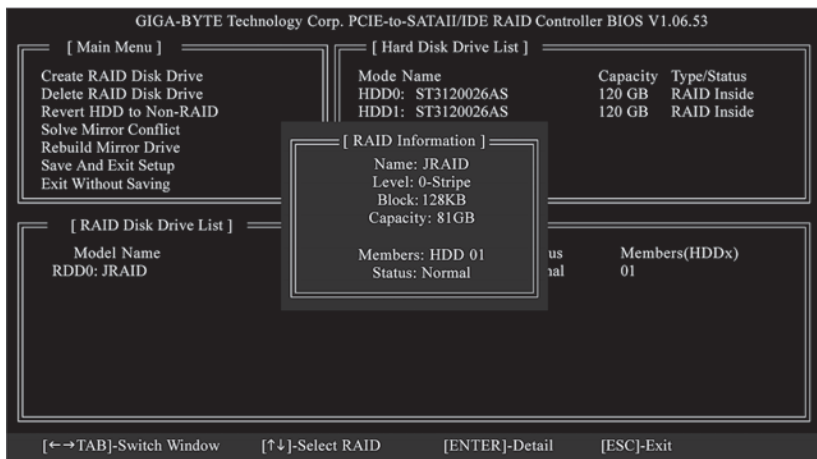 GIGA-BYTE Technology Corp. PCIE-to-SATAII/IDE RAID Controller BIOS V1.06.53
[ Main Menu ]
Create RAID Disk Drive
Delete RAID Disk Drive
Revert HDD to Non-RAID
Solve Mirror Conflict
Rebuild Mirror Drive
Save And Exit Setup
Exit Without Saving
[ Hard Disk Drive List ]
Mode Name Capacity Type/Status
HDD0: ST3120026AS 120 GB RAID Inside
HDD1: ST3120026AS 120 GB RAID Inside
[ RAID Information ]
Name: JRAID
Level: 0-Stripe
Block: 128KB
Capacity: 81GB
Members: HDD 01
Status: Normal
[ RAID Disk Drive List ]
Model Name us Members(HDDx)
RDD0: JRAID nal 01
[←→TAB]-Switch Window [↑↓]-Select RAID [ENTER]-Detail [ESC]-Exit